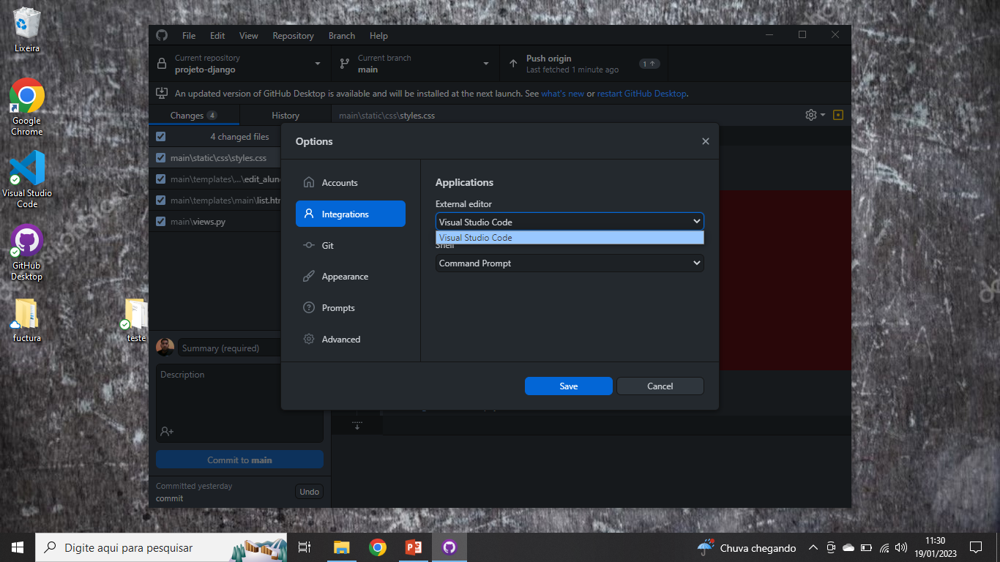 Lixeira
Google
Chrome
Visual Studio
Code
GitHub
Desktop
fuctura
teste
File Edit View Repository Branch Help
Current repository
projeto-django
Current branch
main
Push origin
Last fetched 1 minute ago
1
An updated version of GitHub Desktop is available and will be installed at the next launch. See what's new or restart GitHub Desktop.
Changes 4
History
main\static\css\styles.css
4 changed files
main\static\css\styles.css
main\templates\...\edit_alun
main\templates\main\list.htm
main\views.py
Summary (required)
Description
Commit to main
Committed yesterday
commit
Undo
Options
Accounts
Integrations
Git
Appearance
Prompts
Advanced
Applications
External editor
Visual Studio Code
Visual Studio Code
Shell
Command Prompt
Save
Cancel
Digite aqui para pesquisar
Chuva chegando
11:30
19/01/2023